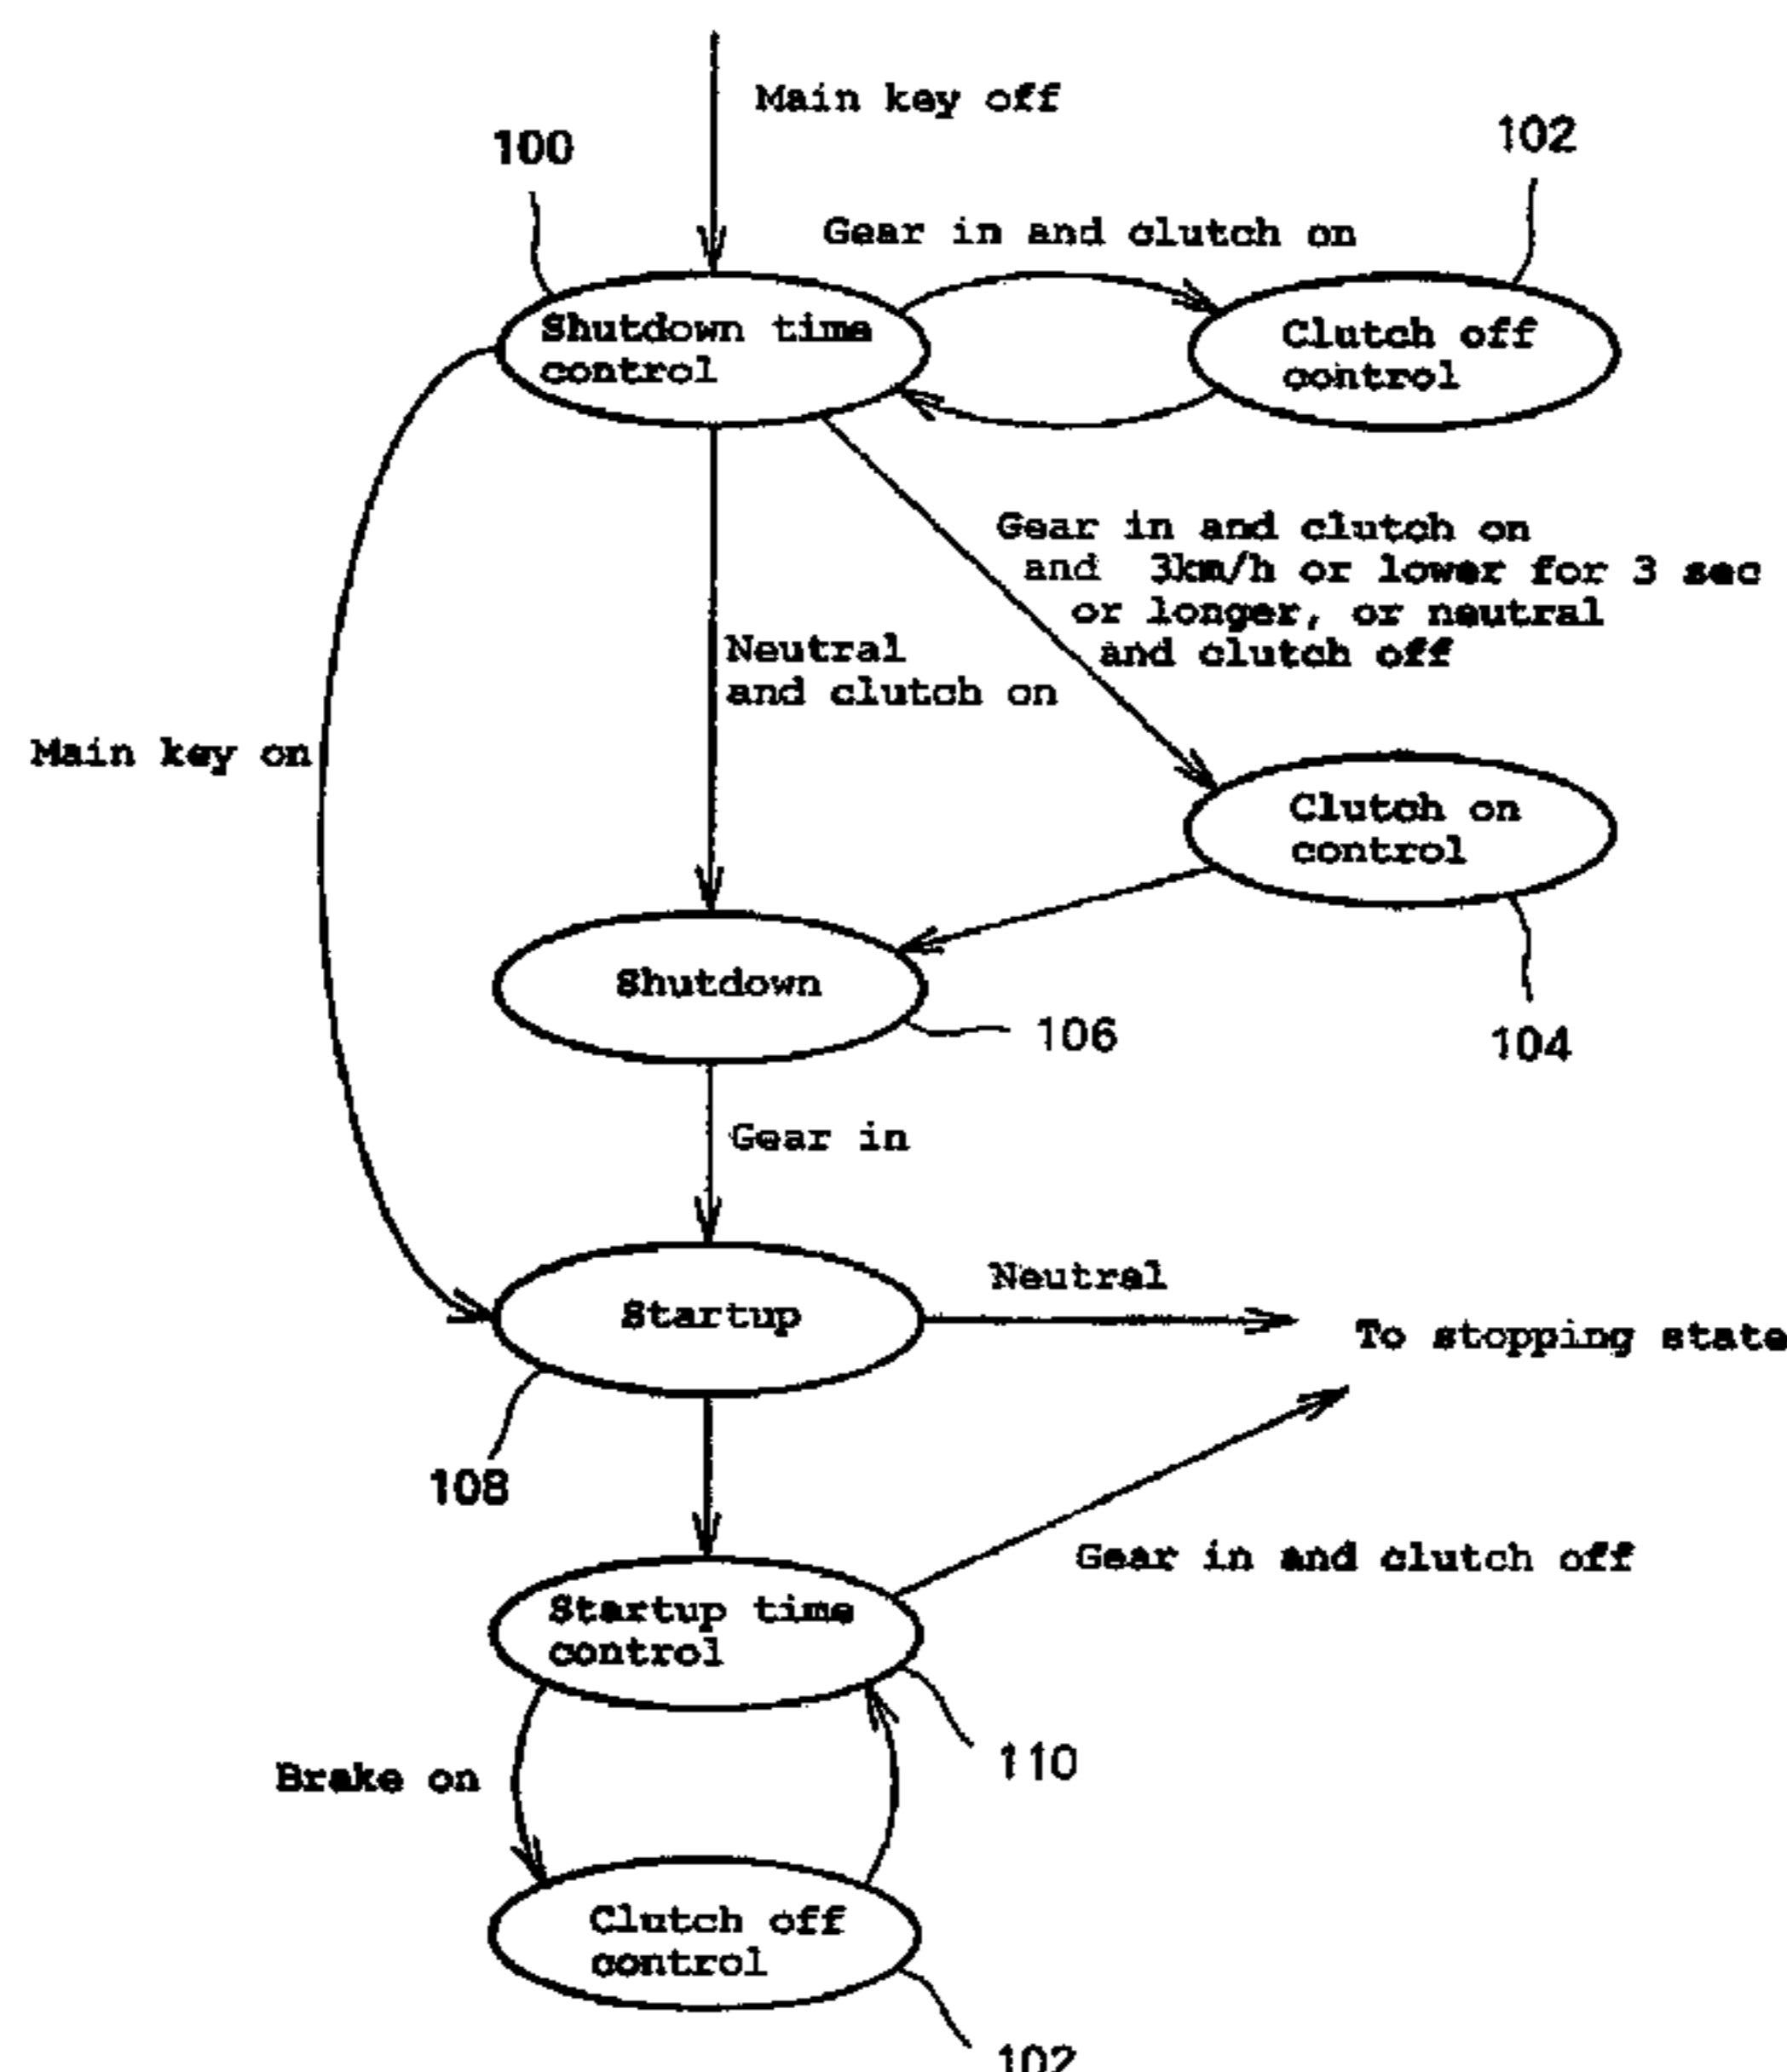 Main key off
100
102
Gear in and clutch on
Shutdown time
control
Clutch off
control
Gear in and clutch on
and 3km/h or lower for 3 sec
or longer, or neutral
and clutch off
Neutral
and clutch on
Main key on
Clutch on
control
Shutdown
106
104
Gear in
Neutral
Startup
To stopping state
108
Gear in and clutch off
Startup time
control
110
Brake on
Clutch off
control
102